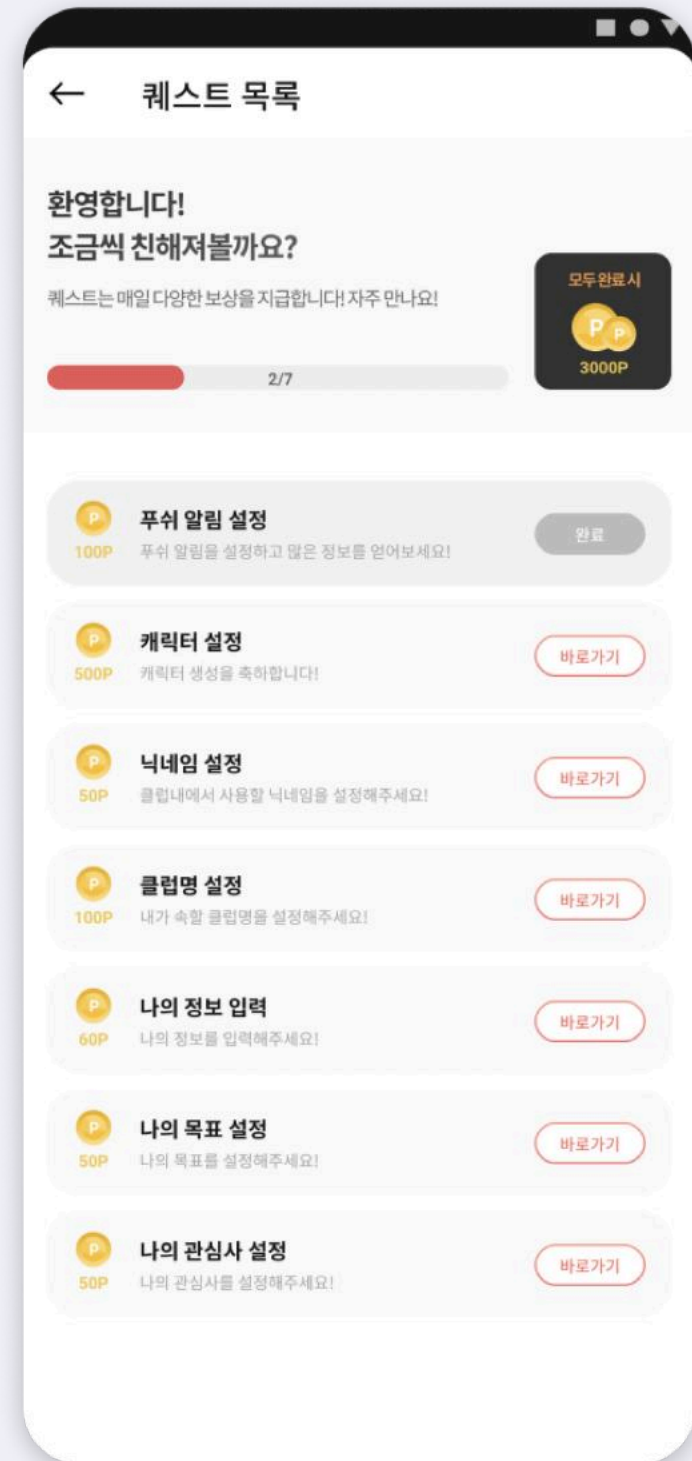 퀘스트 목록
환영합니다!
조금씩 친해져볼까요?
퀘스트는 매일 다양한 보상을 지급합니다! 자주 만나요!
2/7
모두 완료 시
P P
3000P
P
100P
푸쉬 알림 설정
푸쉬 알림을 설정하고 많은 정보를 얻어보세요!
완료
P
500P
캐릭터 설정
캐릭터 생성을 축하합니다!
바로가기
P
50P
닉네임 설정
클럽내에서 사용할 닉네임을 설정해주세요!
바로가기
P
100P
클럽명 설정
내가 속할 클럽명을 설정해주세요!
바로가기
P
60P
나의 정보 입력
나의 정보를 입력해주세요!
바로가기
P
50P
나의 목표 설정
나의 목표를 설정해주세요!
바로가기
P
50P
나의 관심사 설정
나의 관심사를 설정해주세요!
바로가기